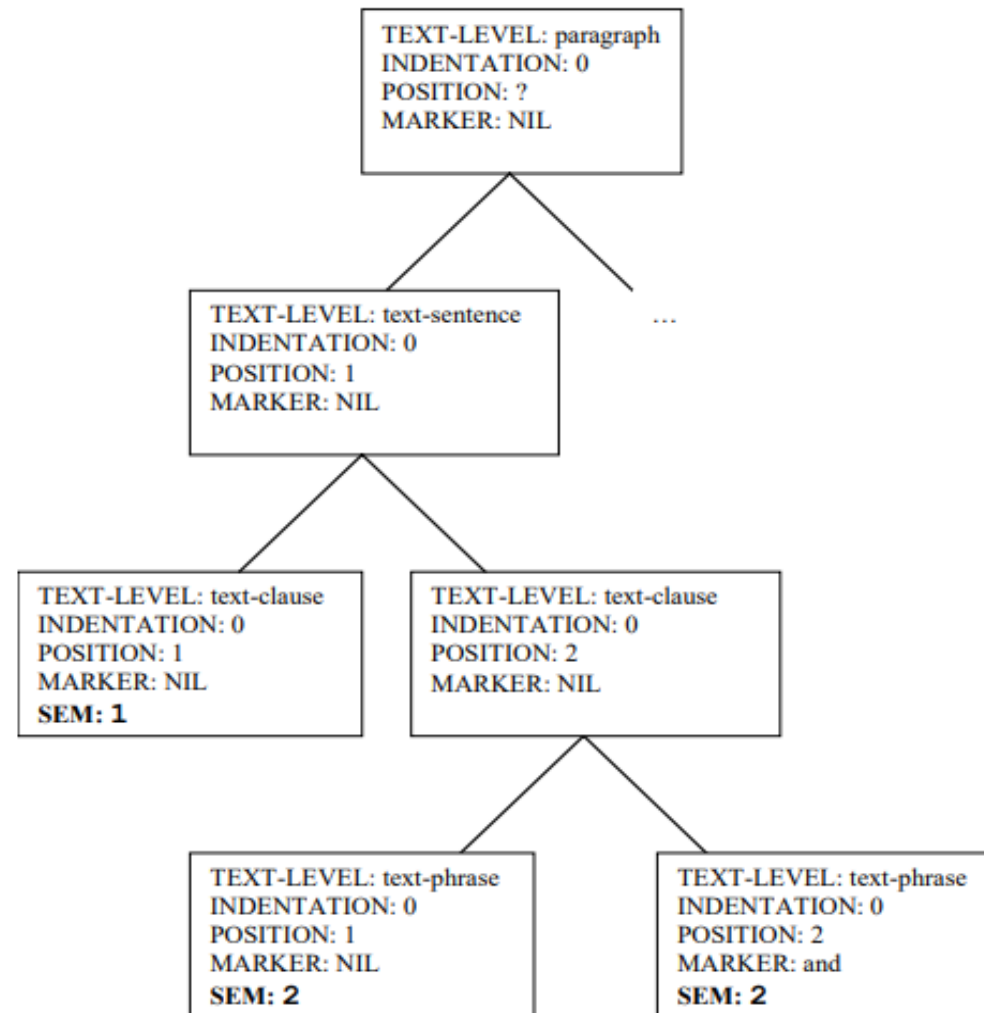 TEXT-LEVEL: paragraph
INDENTATION: 0
POSITION: ?
MARKER: NIL
TEXT-LEVEL: text-sentence
INDENTATION: 0
POSITION: 1
MARKER: NIL
...
TEXT-LEVEL: text-clause
INDENTATION: 0
POSITION: 1
MARKER: NIL
SEM: 1
TEXT-LEVEL: text-clause
INDENTATION: 0
POSITION: 2
MARKER: NIL
TEXT-LEVEL: text-phrase
INDENTATION: 0
POSITION: 1
MARKER: NIL
SEM: 2
TEXT-LEVEL: text-phrase
INDENTATION: 0
POSITION: 2
MARKER: and
SEM: 2